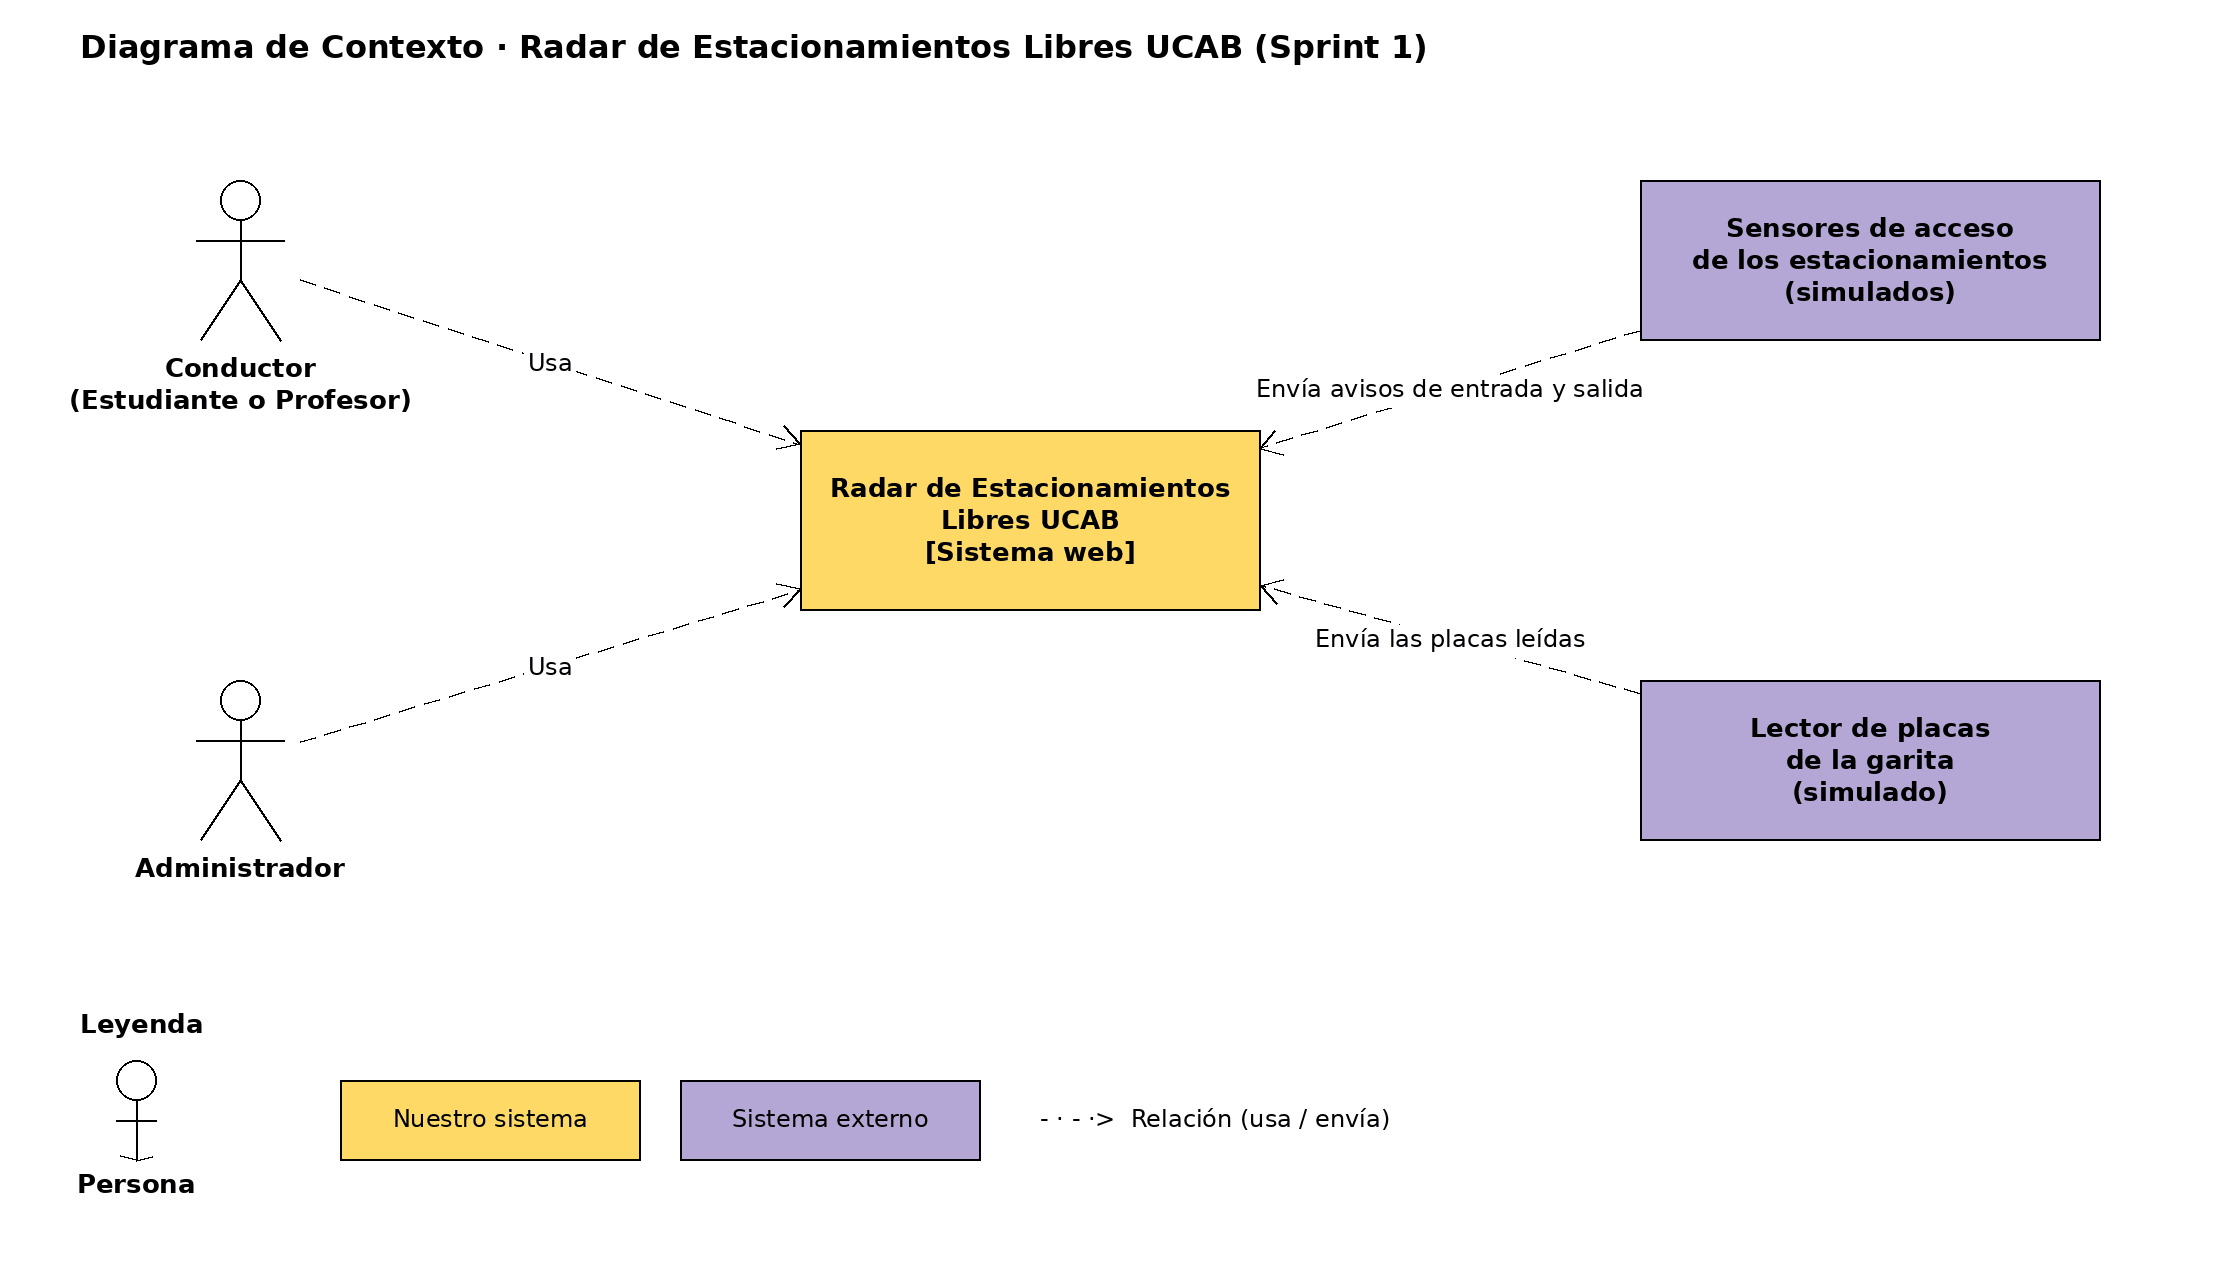 Diagrama de Contexto · Radar de Estacionamientos Libres UCAB (Sprint 1)
Conductor
(Estudiante o Profesor)
Usa
Sensores de acceso
de los estacionamientos
(simulados)
Envía avisos de entrada y salida
Radar de Estacionamientos
Libres UCAB
[Sistema web]
Usa
Envía las placas leídas
Administrador
Lector de placas
de la garita
(simulado)
Leyenda
Persona
Nuestro sistema
Sistema externo
- · - ·> Relación (usa / envía)